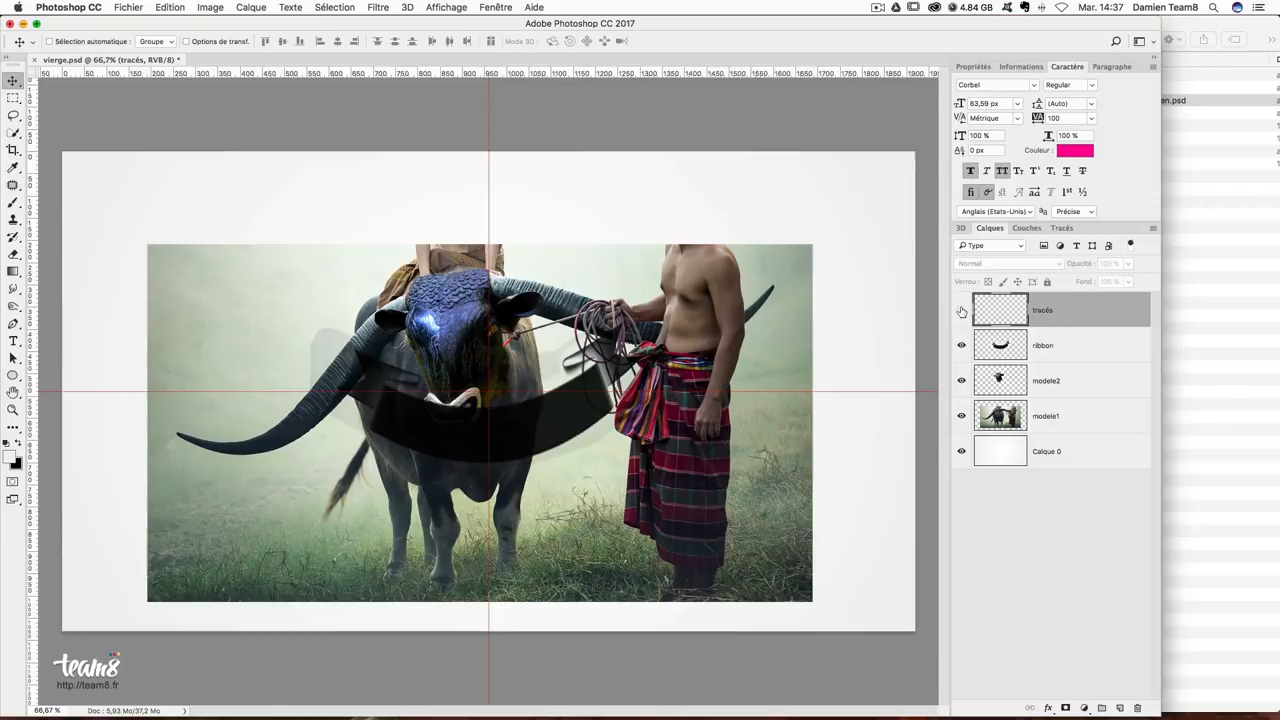 Photoshop CC Fichier Edition Image Calque Texte Sélection Filtre 3D Affichage Fenêtre Aide 4.84 GB Mar. 14:37 Damien Team8
Adobe Photoshop CC 2017
Sélection automatique : Groupe Options de transf. Mode 3D :
vierge.psd @ 66,7% (tracés, RVB/8) *
Propriétés Informations Caractère Paragraphe
Corbel Regular
63,59 px (Auto)
en.psd
Métrique 100
100 % 100 %
0 px Couleur :
Anglais (Etats-Unis) Précise
3D Calques Couches Tracés
Type
Normal Opacité : 100 %
Verrou : Fond : 100 %
tracés
ribbon
modele2
modele1
Calque 0
team8
http://team8.fr
66,67% Doc : 5,93 Mo/37,2 Mo